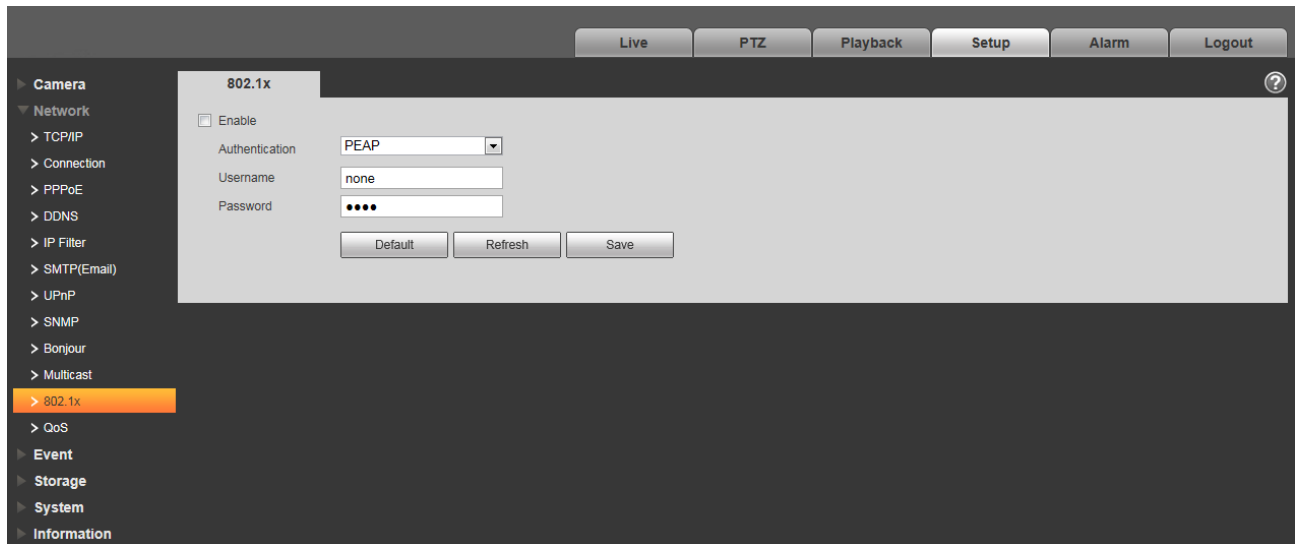 Live PTZ Playback Setup Alarm Logout
Camera
Network
> TCP/IP
> Connection
> PPPoE
> DDNS
> IP Filter
> SMTP(Email)
> UPnP
> SNMP
> Bonjour
> Multicast
> 802.1x
> QoS
Event
Storage
System
Information
802.1x
?
Enable
Authentication PEAP
Username none
Password ●●●●
Default Refresh Save